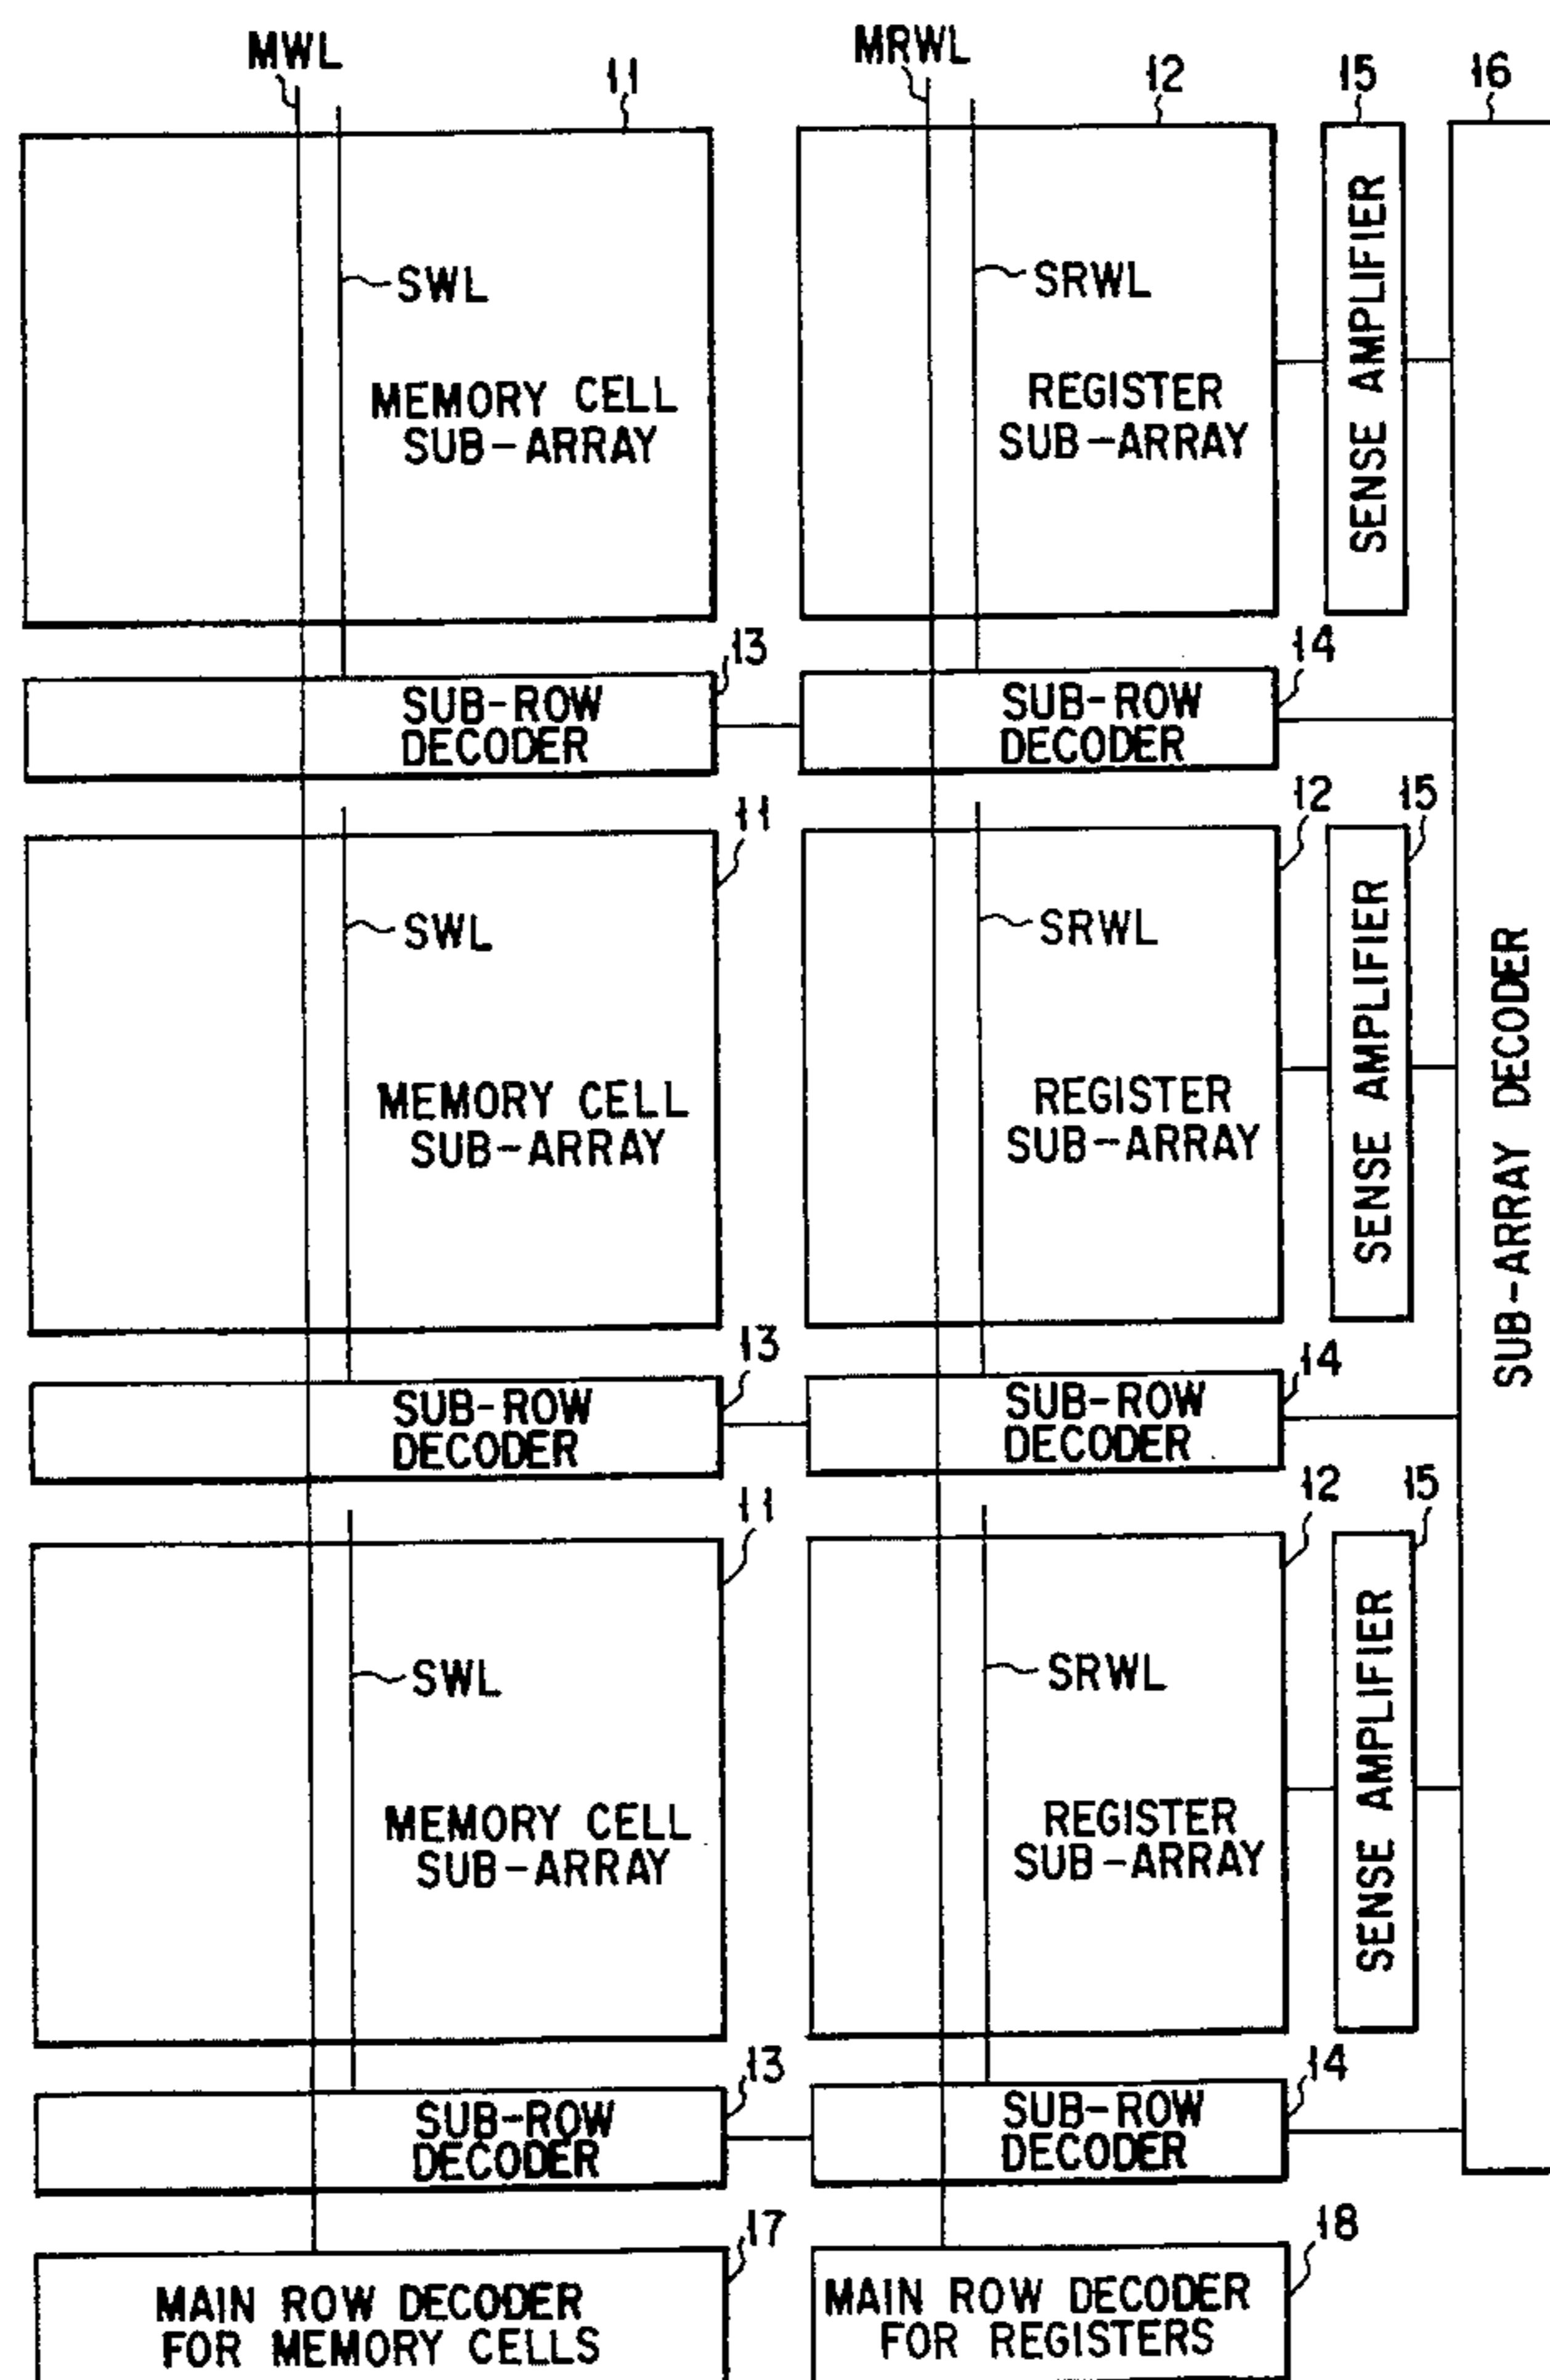 MWL
MRWL
11
12
15
16
SWL
SRWL
MEMORY CELL
SUB-ARRAY
REGISTER
SUB-ARRAY
SENSE AMPLIFIER
13
14
SUB-ROW
DECODER
SUB-ROW
DECODER
11
12
15
SWL
SRWL
MEMORY CELL
SUB-ARRAY
REGISTER
SUB-ARRAY
SENSE AMPLIFIER
SUB-ARRAY DECODER
13
14
SUB-ROW
DECODER
SUB-ROW
DECODER
11
12
15
SWL
SRWL
MEMORY CELL
SUB-ARRAY
REGISTER
SUB-ARRAY
SENSE AMPLIFIER
13
14
SUB-ROW
DECODER
SUB-ROW
DECODER
17
18
MAIN ROW DECODER
FOR MEMORY CELLS
MAIN ROW DECODER
FOR REGISTERS